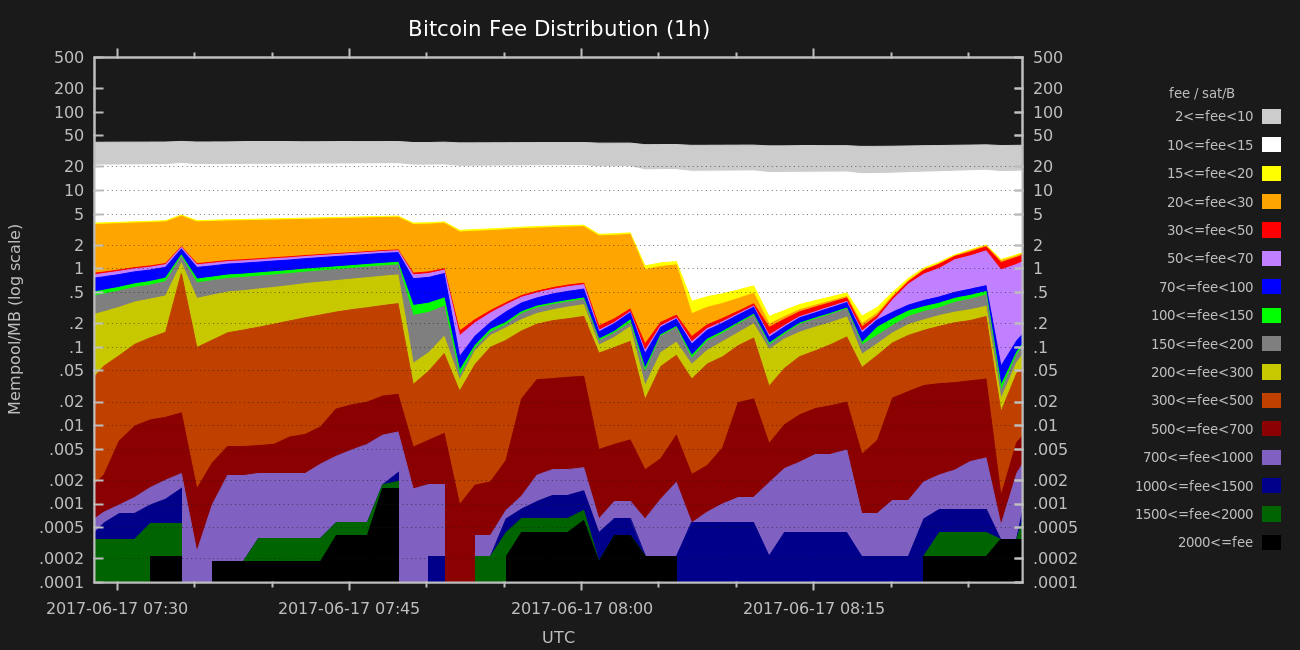 Bitcoin Fee Distribution (1h)
500
200
100
50
20
10
5
2
1
.5
.2
.1
.05
.02
.01
.005
.002
.001
.0005
.0002
.0001
Mempool/MB (log scale)
500
200
100
50
20
10
5
2
1
.5
.2
.1
.05
.02
.01
.005
.002
.001
.0005
.0002
.0001
2017-06-17 07:30
2017-06-17 07:45
2017-06-17 08:00
2017-06-17 08:15
UTC
fee / sat/B
2<=fee<10
10<=fee<15
15<=fee<20
20<=fee<30
30<=fee<50
50<=fee<70
70<=fee<100
100<=fee<150
150<=fee<200
200<=fee<300
300<=fee<500
500<=fee<700
700<=fee<1000
1000<=fee<1500
1500<=fee<2000
2000<=fee